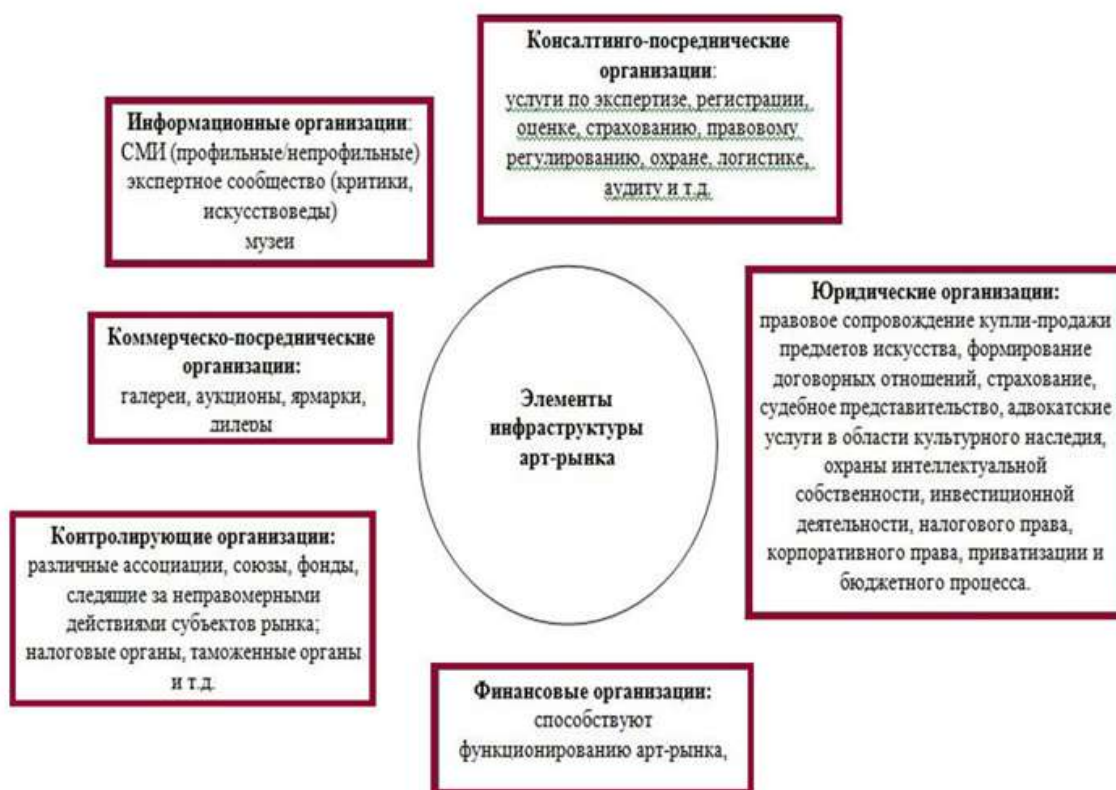 Консалтинго-посреднические
организации:
услуги по экспертизе, регистрации,
оценке, страхованию, правовому
регулированию, охране, логистике,
аудиту и т.д.
Информационные организации:
СМИ (профильные/непрофильные)
экспертное сообщество (критики,
искусствоведы)
музеи
Коммерческо-посреднические
организации:
галереи, аукционы, ярмарки,
дилеры
Элементы
инфраструктуры
арт-рынка
Юридические организации:
правовое сопровождение купли-продажи
предметов искусства, формирование
договорных отношений, страхование,
судебное представительство, адвокатские
услуги в области культурного наследия,
охраны интеллектуальной
собственности, инвестиционной
деятельности, налогового права,
корпоративного права, приватизации и
бюджетного процесса.
Контролирующие организации:
различные ассоциации, союзы, фонды,
следящие за неправомерными
действиями субъектов рынка;
налоговые органы, таможенные органы
и т.д.
Финансовые организации:
способствуют
функционированию арт-рынка,